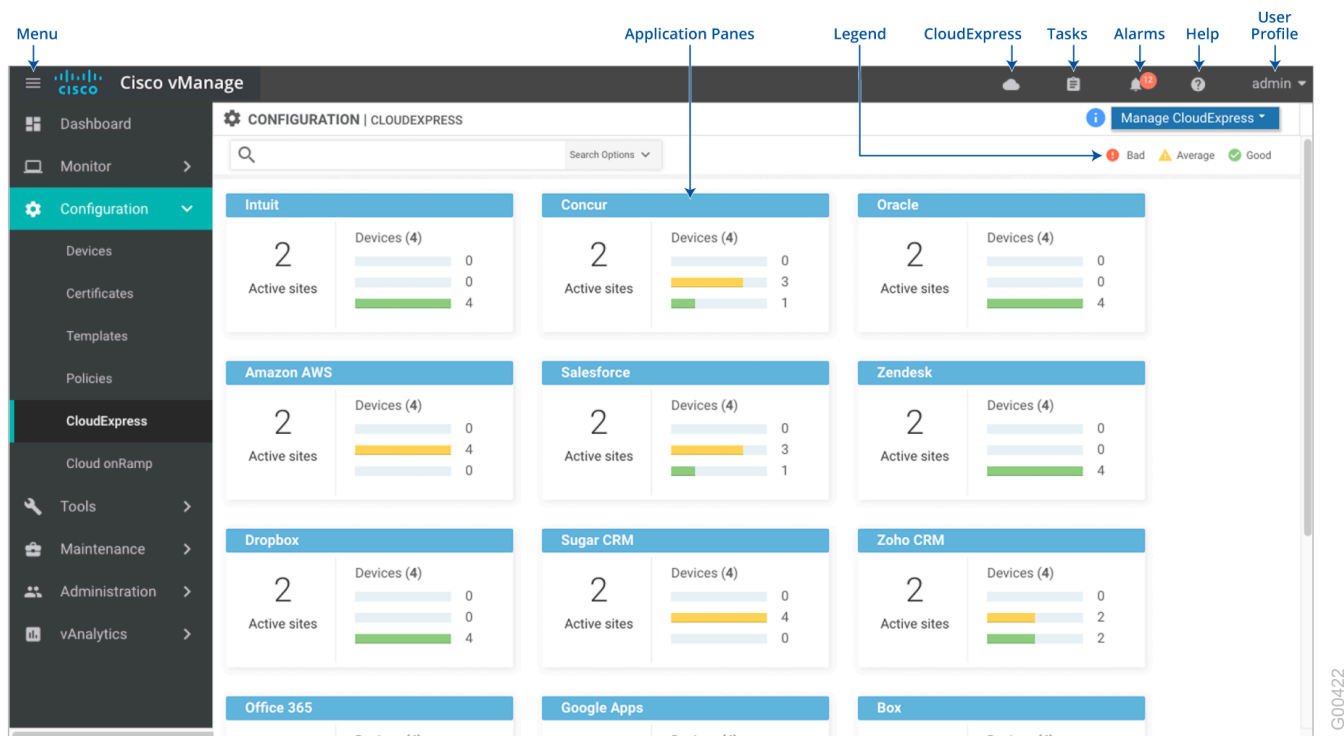 Menu
Application Panes
Legend
CloudExpress
Tasks
Alarms
Help
User
Profile
cisco
Cisco vManage
12
admin
Dashboard
Monitor
Configuration
Devices
Certificates
Templates
Policies
CloudExpress
Cloud onRamp
Tools
Maintenance
Administration
vAnalytics
CONFIGURATION | CLOUDEXPRESS
Manage CloudExpress
Search Options
Bad
Average
Good
Intuit
2
Active sites
Devices (4)
0
0
4
Concur
2
Active sites
Devices (4)
0
3
1
Oracle
2
Active sites
Devices (4)
0
0
4
Amazon AWS
2
Active sites
Devices (4)
0
4
0
Salesforce
2
Active sites
Devices (4)
0
3
1
Zendesk
2
Active sites
Devices (4)
0
0
4
Dropbox
2
Active sites
Devices (4)
0
0
4
Sugar CRM
2
Active sites
Devices (4)
0
4
0
Zoho CRM
2
Active sites
Devices (4)
0
2
2
Office 365
Google Apps
Box
G00422